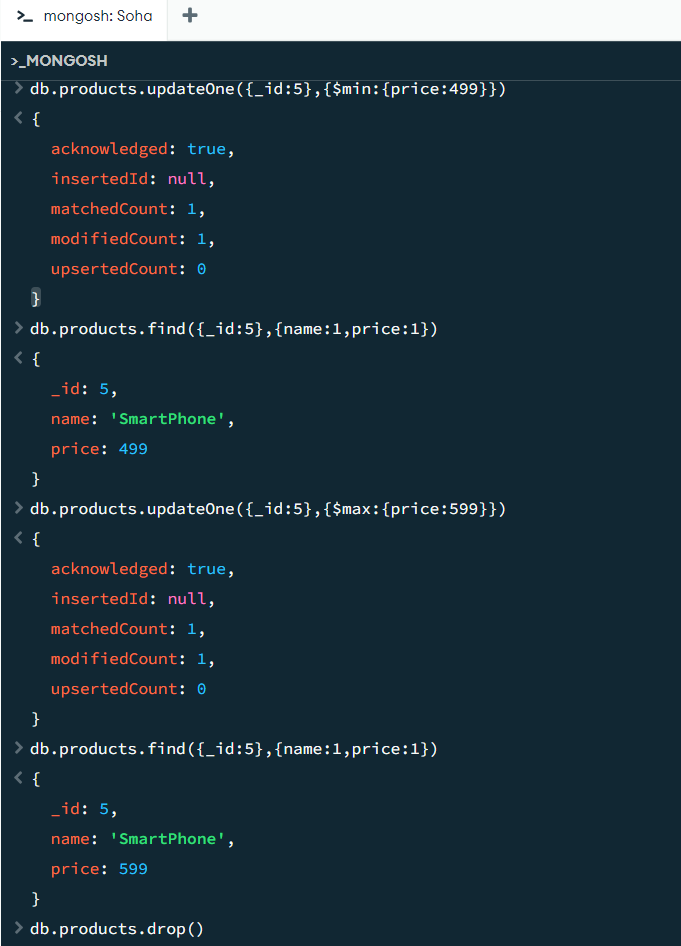 >_ mongosh: Soha +
>_MONGOSH
> db.products.updateOne({_id:5},{$min:{price:499}})
< {
acknowledged: true,
insertedId: null,
matchedCount: 1,
modifiedCount: 1,
upsertedCount: 0
}
> db.products.find({_id:5},{name:1,price:1})
< {
_id: 5,
name: 'SmartPhone',
price: 499
}
> db.products.updateOne({_id:5},{$max:{price:599}})
< {
acknowledged: true,
insertedId: null,
matchedCount: 1,
modifiedCount: 1,
upsertedCount: 0
}
> db.products.find({_id:5},{name:1,price:1})
< {
_id: 5,
name: 'SmartPhone',
price: 599
}
> db.products.drop()